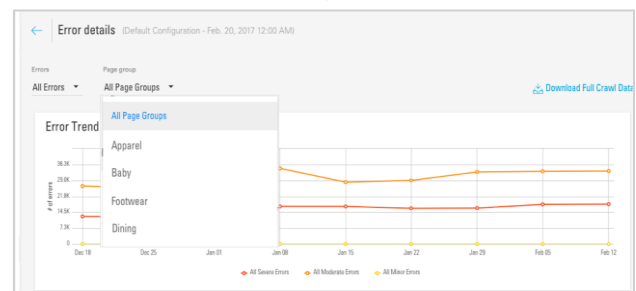 ← Error details (Default Configuration - Feb. 20, 2017 12:00 AM)
Errors Page group
All Errors All Page Groups Download Full Crawl Data
All Page Groups
Error Trend
Apparel
Baby
Footwear
Dining
# of errors
36.3K
29.0K
21.8K
14.5K
7.3K
0
Dec 18 Dec 25 Jan 01 Jan 08 Jan 15 Jan 22 Jan 29 Feb 05 Feb 12
All Severe Errors All Moderate Errors All Minor Errors